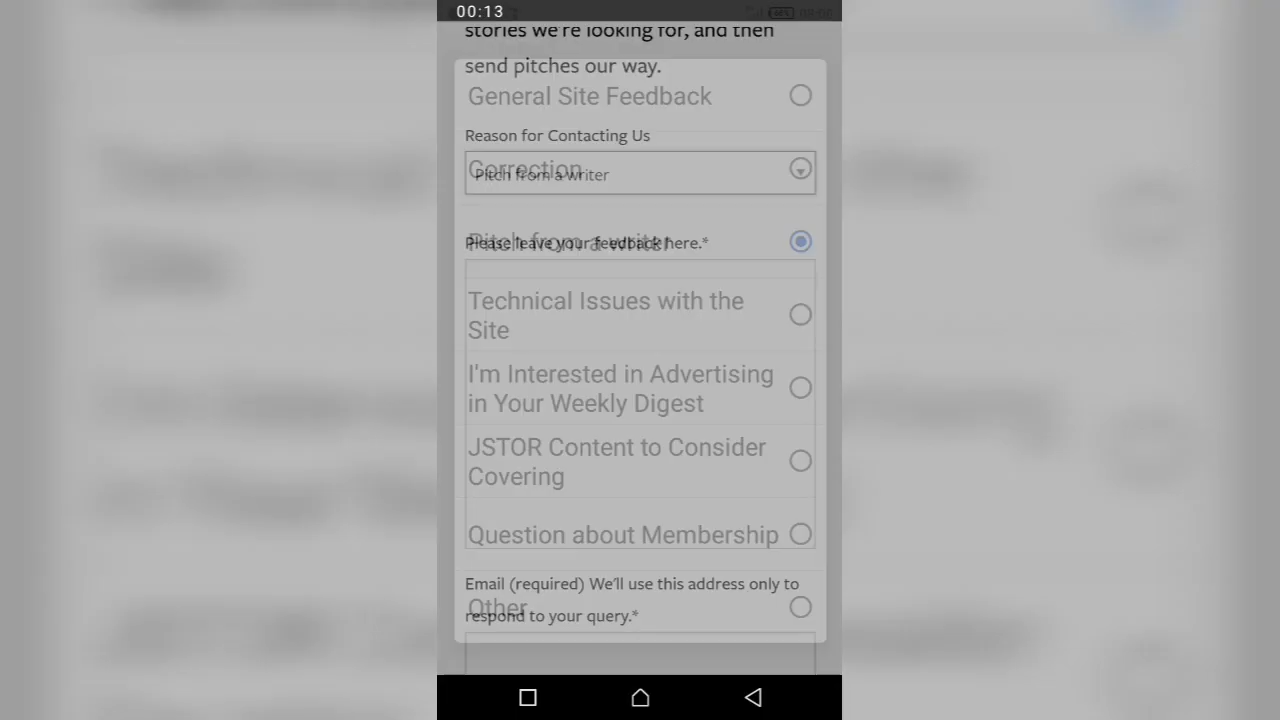 00:13
stories we're looking for, and then
send pitches our way.
General Site Feedback
Reason for Contacting Us
Correction
Pitch from a writer
Please leave your feedback here.*
Pitch from a writer
Technical Issues with the
Site
I'm Interested in Advertising
in Your Weekly Digest
JSTOR Content to Consider
Covering
Question about Membership
Email (required) We'll use this address only to
Other
respond to your query.*